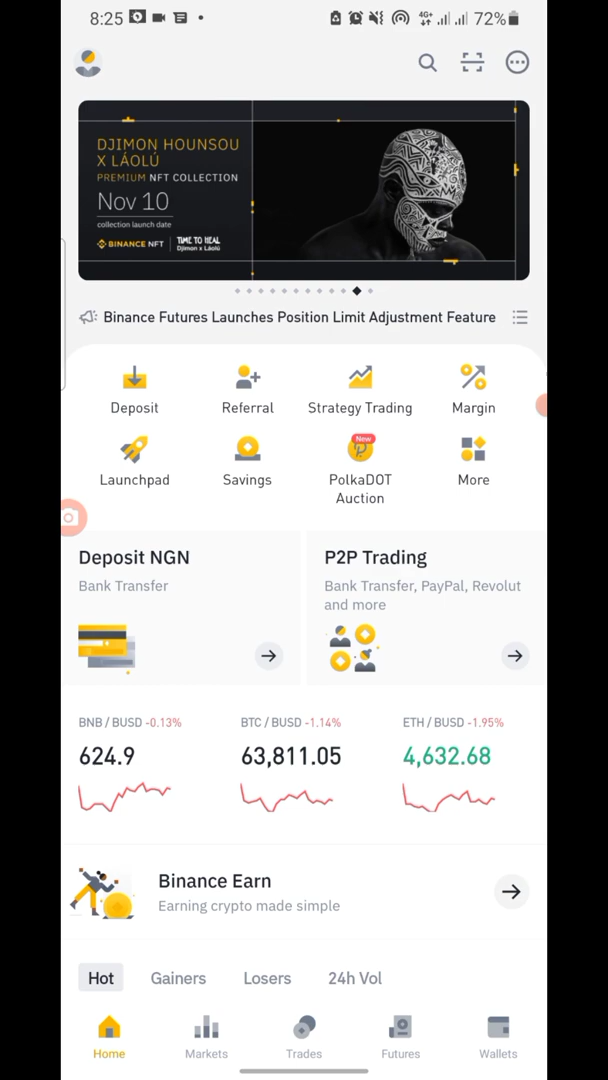 8:25
4G+
72%
DJIMON HOUNSOU
X LÁOLÚ
PREMIUM NFT COLLECTION
Nov 10
collection launch date
BINANCE NFT
TIME TO HEAL
Djimon x Láolú
Binance Futures Launches Position Limit Adjustment Feature
Deposit
Referral
Strategy Trading
Margin
New
Launchpad
Savings
PolkaDOT
Auction
More
Deposit NGN
Bank Transfer
P2P Trading
Bank Transfer, PayPal, Revolut
and more
BNB / BUSD -0.13%
BTC / BUSD -1.14%
ETH / BUSD -1.95%
624.9
63,811.05
4,632.68
Binance Earn
Earning crypto made simple
Hot
Gainers
Losers
24h Vol
Home
Markets
Trades
Futures
Wallets